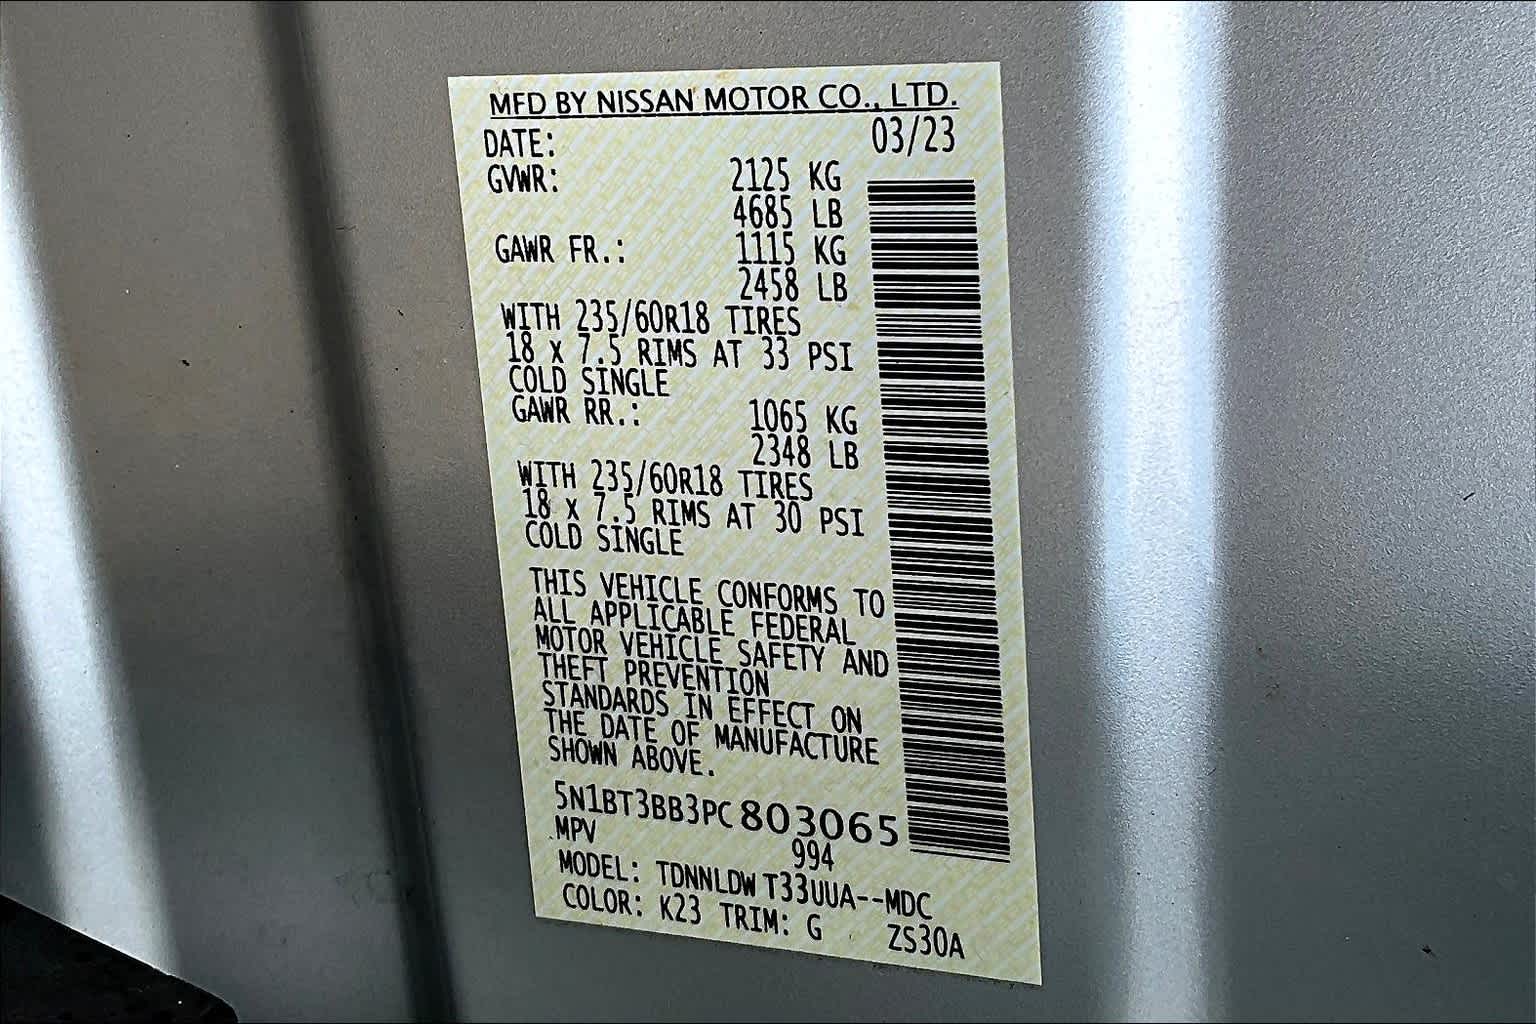 MFD BY NISSAN MOTOR CO., LTD.
DATE: 03/23
GVWR: 2125 KG
4685 LB
GAWR FR.: 1115 KG
2458 LB
WITH 235/60R18 TIRES
18 x 7.5 RIMS AT 33 PSI
COLD SINGLE
GAWR RR.: 1065 KG
2348 LB
WITH 235/60R18 TIRES
18 x 7.5 RIMS AT 30 PSI
COLD SINGLE
THIS VEHICLE CONFORMS TO
ALL APPLICABLE FEDERAL
MOTOR VEHICLE SAFETY AND
THEFT PREVENTION
STANDARDS IN EFFECT ON
THE DATE OF MANUFACTURE
SHOWN ABOVE.
5N1BT3BB3PC803065
MPV 994
MODEL: TDNNLDWT33UUA--MDC
COLOR: K23 TRIM: G ZS30A